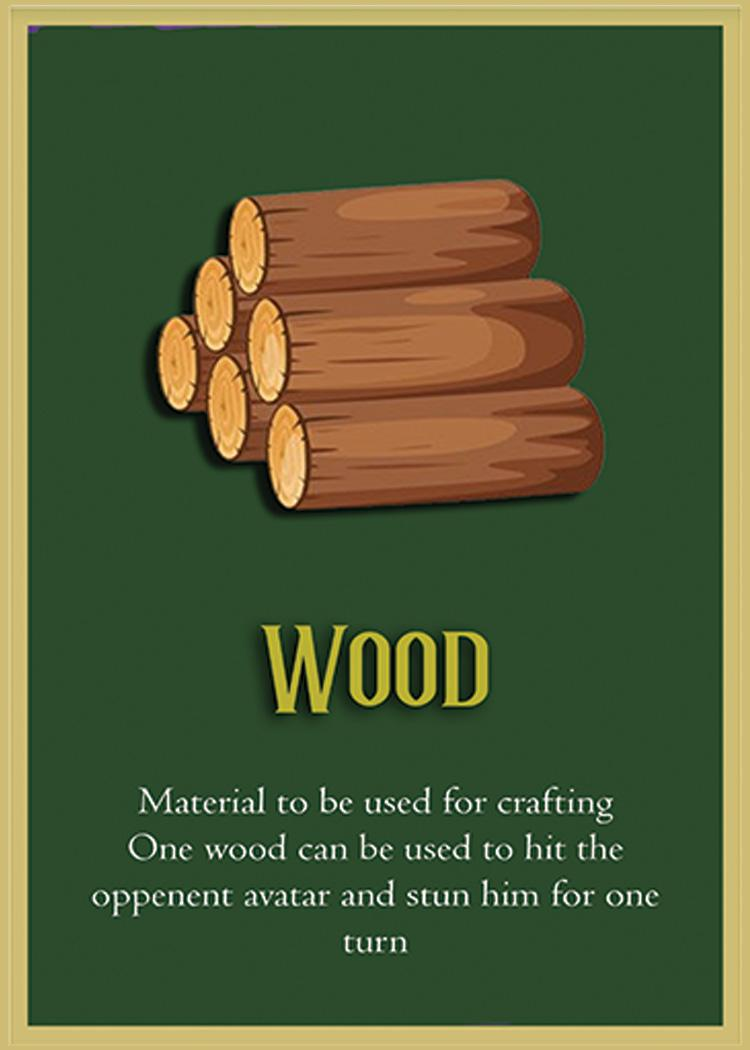 Wood
Material to be used for crafting
One wood can be used to hit the
oppenent avatar and stun him for one
turn